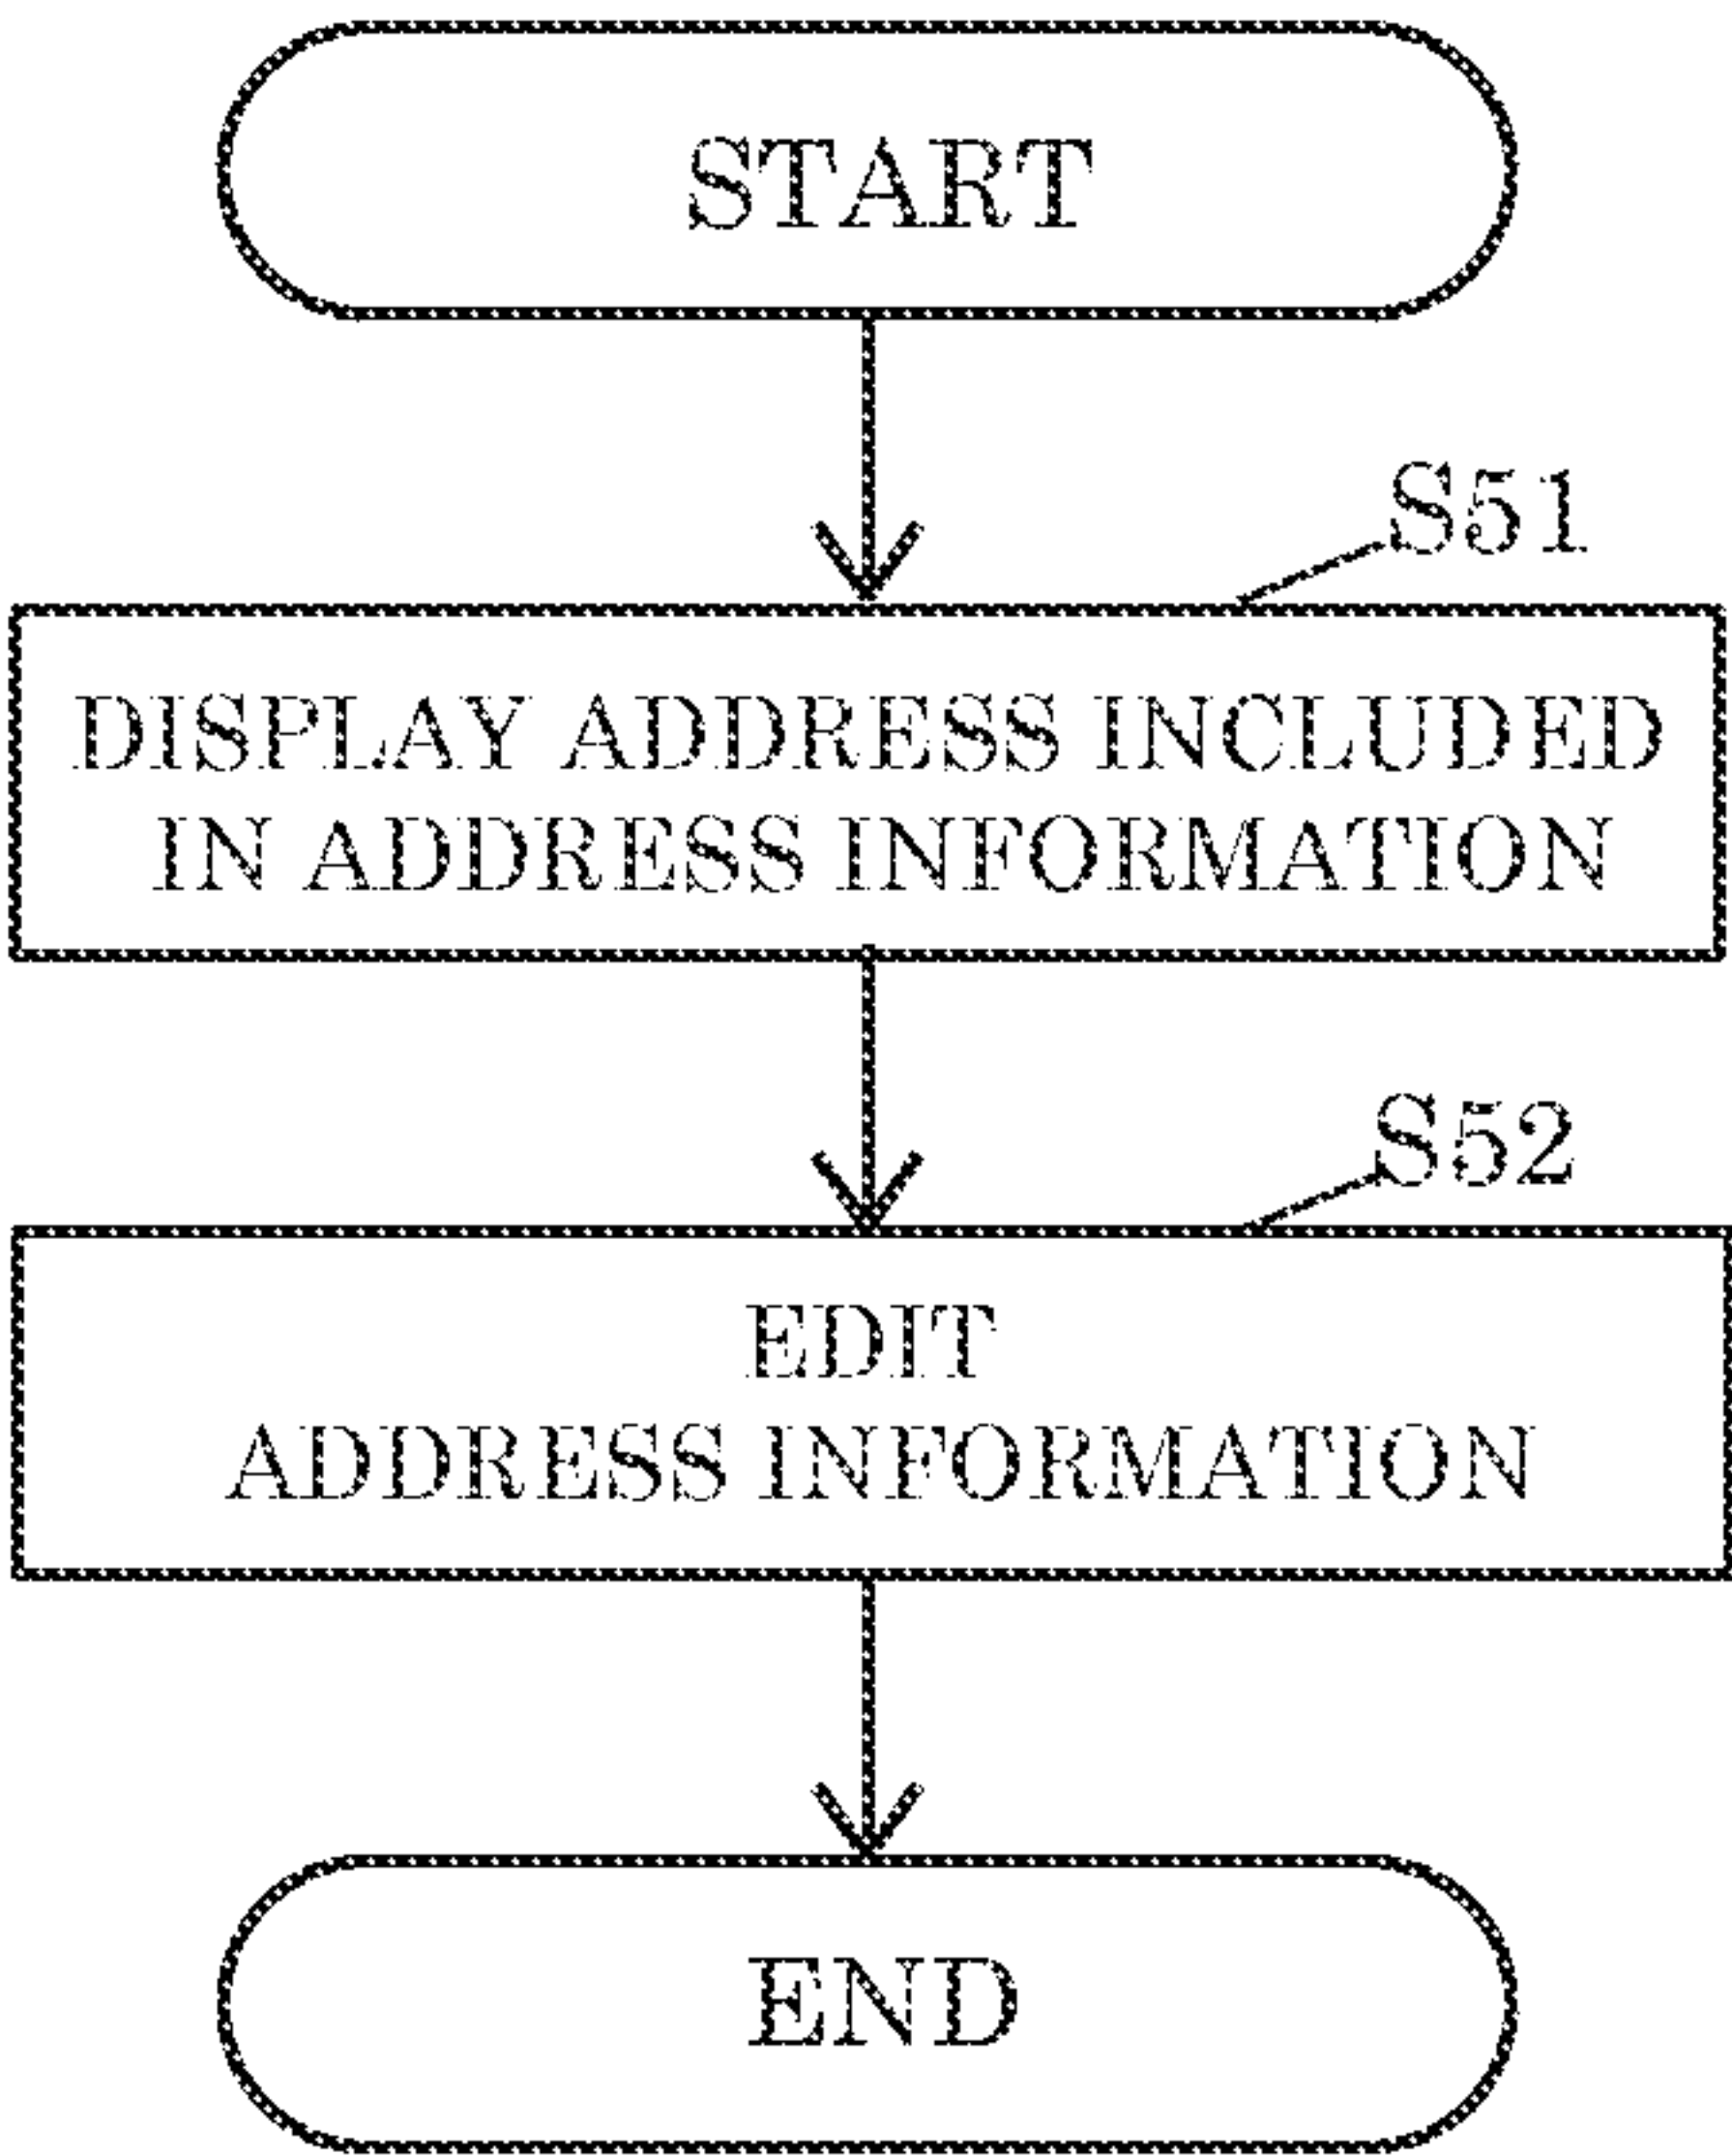 START
S51
DISPLAY ADDRESS INCLUDED
IN ADDRESS INFORMATION
S52
EDIT
ADDRESS INFORMATION
END